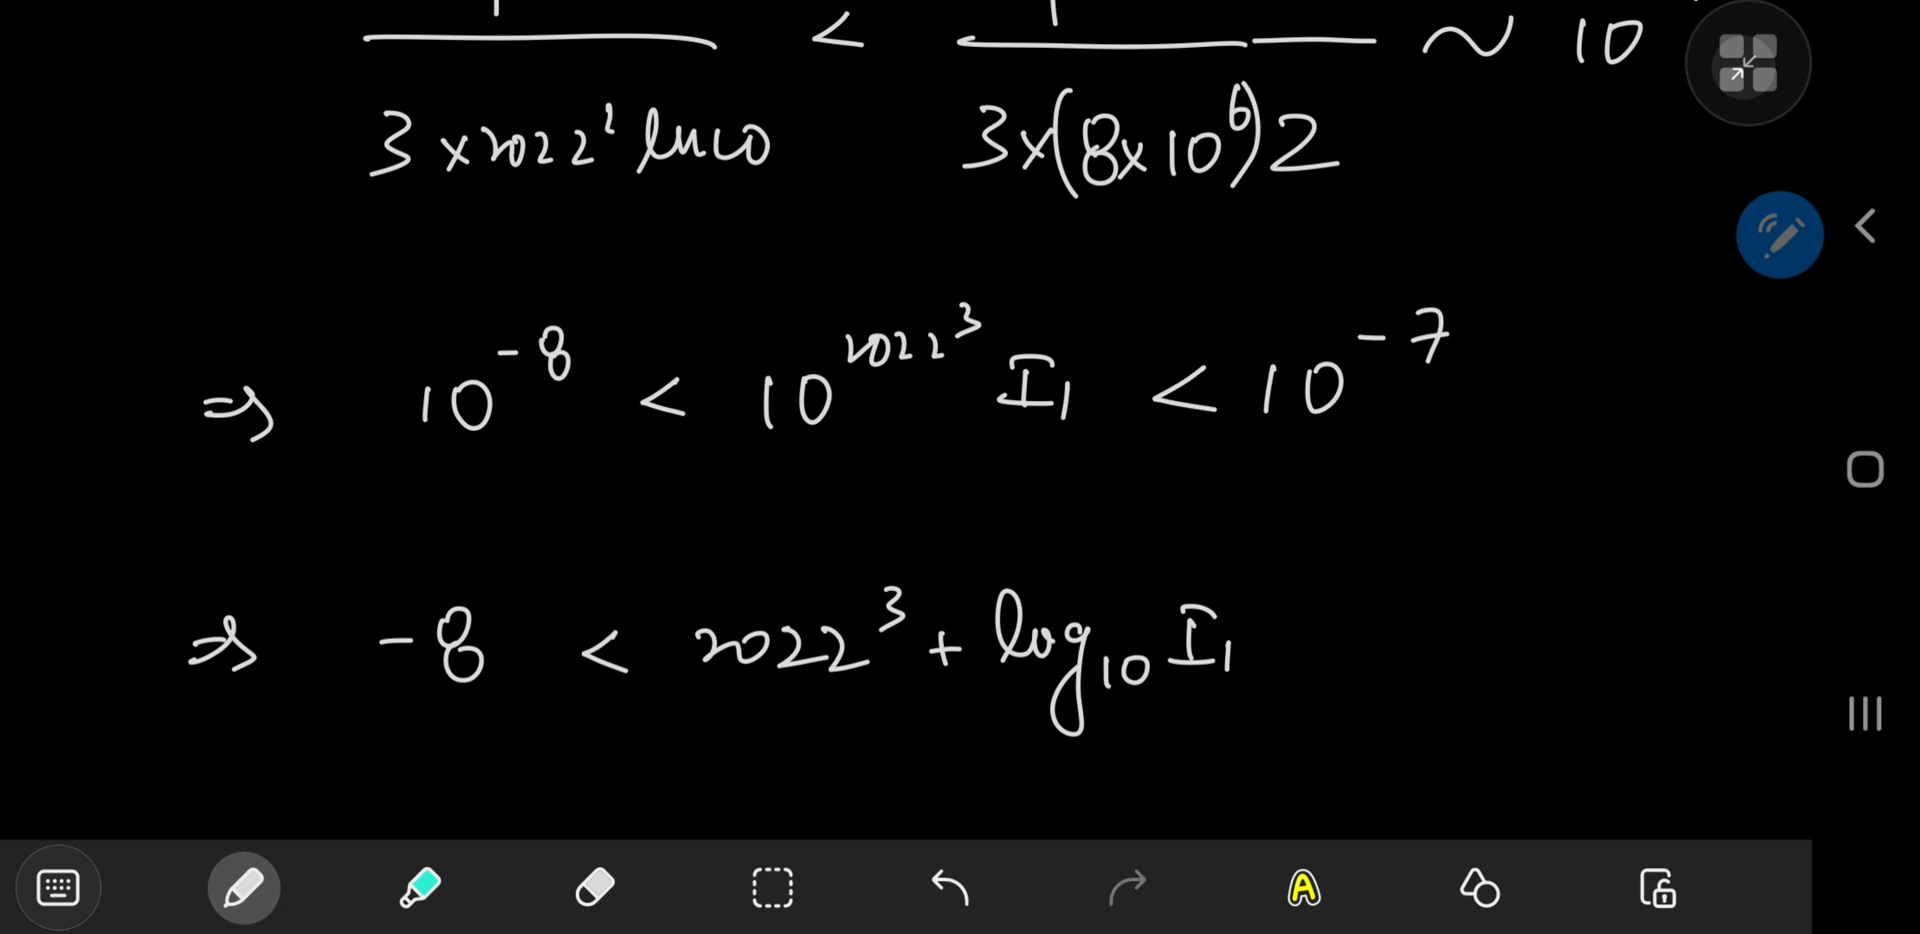 1 / (3 × 2022² ln 10) < 1 / (3 × (8 × 10⁶) 2) ~ 10
⇒ 10⁻⁸ < 10^(2022³) I₁ < 10⁻⁷
⇒ -8 < 2022³ + log₁₀ I₁
A